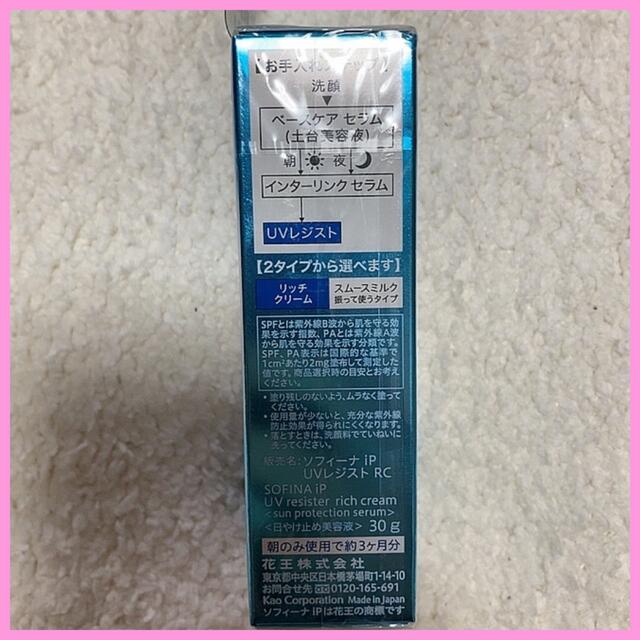 【お手入れステップ】
洗顔
ベースケア セラム
(土台美容液)
朝 夜
インターリンク セラム
UVレジスト
【2タイプから選べます】
リッチ
クリーム
スムースミルク
振って使うタイプ
SPFとは紫外線B波から肌を守る効
果を示す指数、PAとは紫外線A波
から肌を守る効果を示す分類です。
SPF、PA表示は国際的な基準で
1cm²あたり2mg塗布して測定した
値です。商品選択時の目安とお考え
ください。
・塗り残しのないよう、ムラなく塗って
ください。
・使用量が少ないと、充分な紫外線
防止効果が得られにくくなります。
・落とすときは、洗顔料でていねいに
洗ってください。
販売名:ソフィーナ iP
UVレジスト RC
SOFINA iP
UV resister rich cream
<sun protection serum>
<日やけ止め美容液> 30g
朝のみ使用で約3ヶ月分
花王株式会社
東京都中央区日本橋茅場町1-14-10
お問合せ先 0120-165-691
Kao Corporation Made in Japan
ソフィーナ iPは花王の商標です